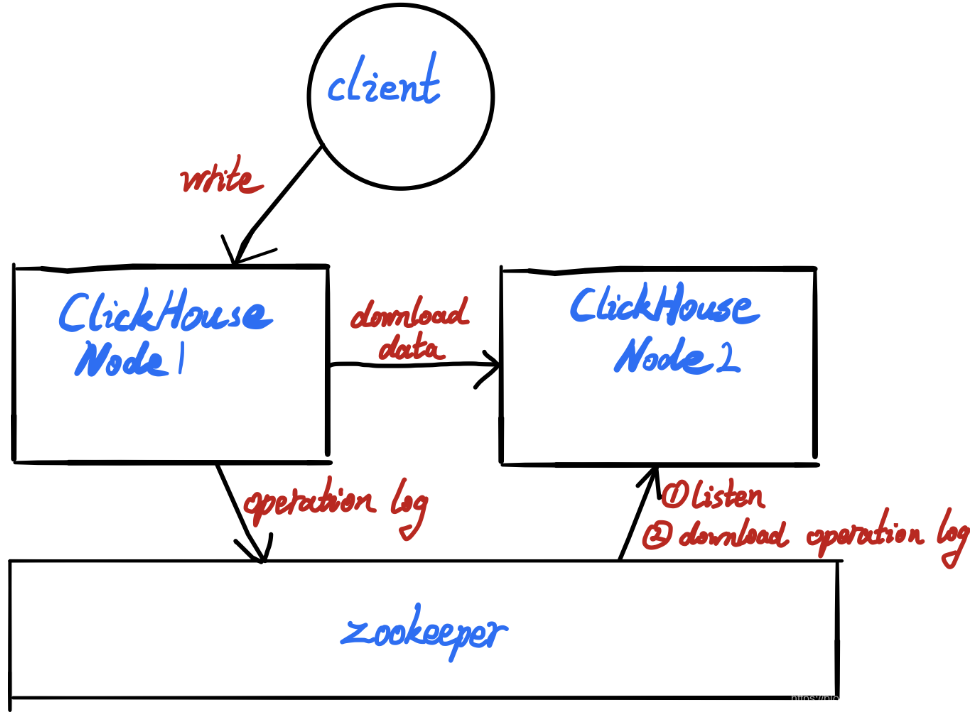 client
write
ClickHouse
Node 1
download
data
ClickHouse
Node 2
operation log
① listen
② download operation log
zookeeper